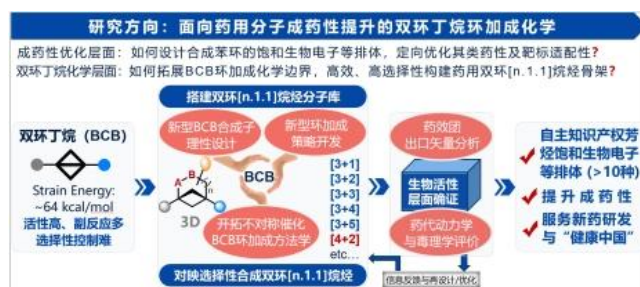 研究方向：面向药用分子成药性提升的双环丁烷环加成化学
成药性优化层面：如何设计合成苯环的饱和生物电子等排体，定向优化其类药性及靶标适配性？
双环丁烷化学层面：如何拓展BCB环加成化学边界，高效、高选择性构建药用双环[n.1.1]烷烃骨架？
双环丁烷（BCB）
Strain Energy:
~64 kcal/mol
活性高、副反应多
选择性控制难
搭建双环[n.1.1]烷烃分子库
新型BCB合成子
理性设计
新型环加成
策略开发
A
B
3D
BCB
开拓不对称催化
BCB环加成方法学
[3+1]
[3+2]
[3+3]
[3+4]
[3+5]
[4+2]
etc...
对映选择性合成双环[n.1.1]烷烃
药效团
出口矢量分析
生物活性
层面确证
药代动力学
与毒理学评价
信息反馈与再设计/优化
自主知识产权芳
烃饱和生物电子
等排体 (>10种)
提升成药性
服务新药研发
与“健康中国”